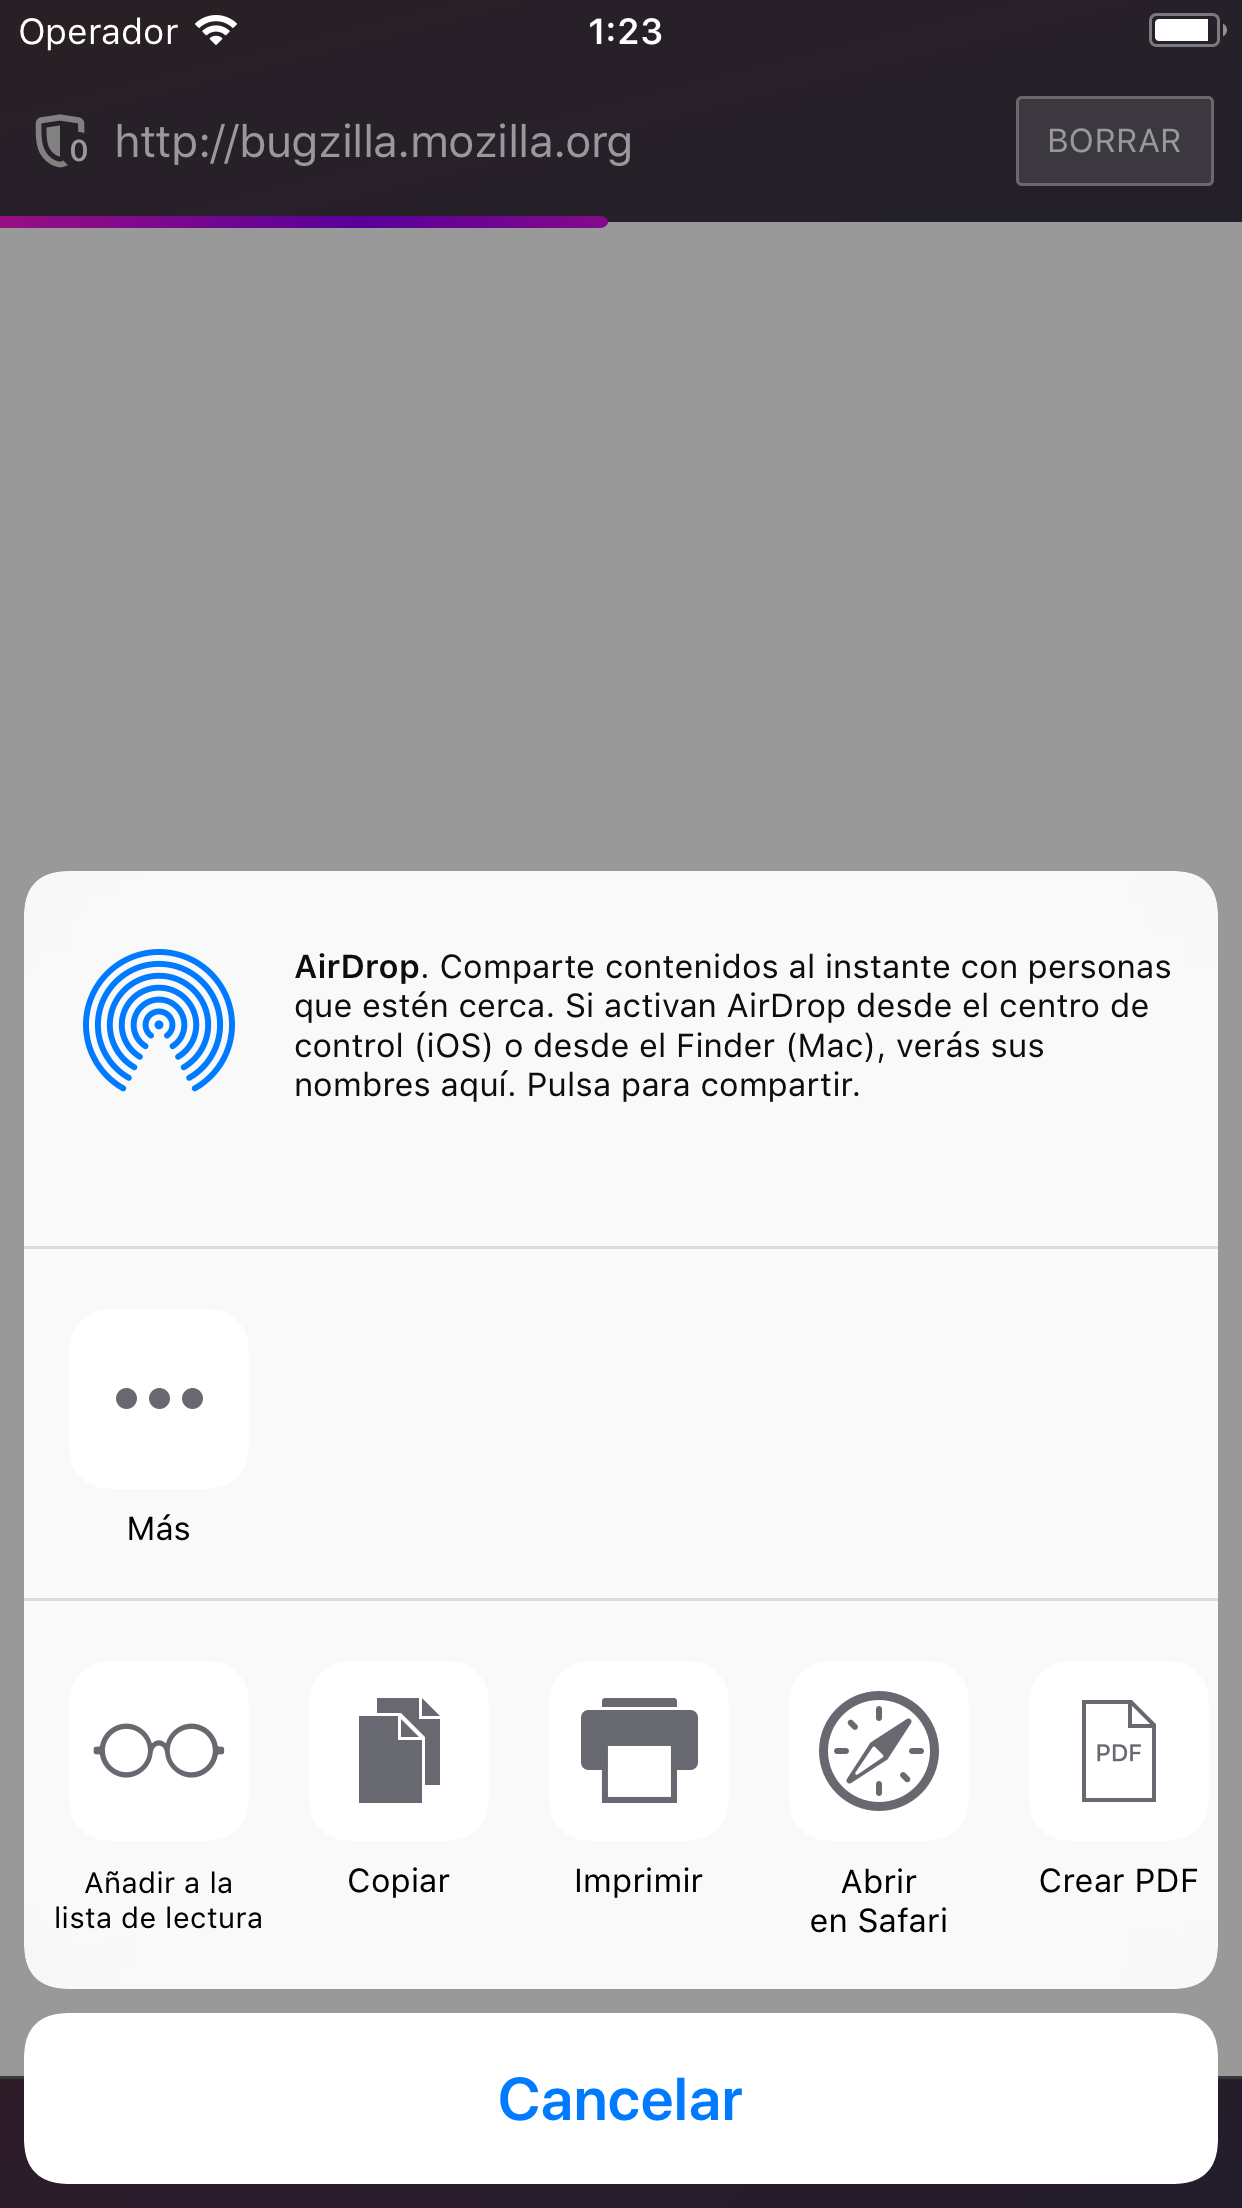 Operador 1:23
0 http://bugzilla.mozilla.org BORRAR
AirDrop. Comparte contenidos al instante con personas
que estén cerca. Si activan AirDrop desde el centro de
control (iOS) o desde el Finder (Mac), verás sus
nombres aquí. Pulsa para compartir.
Más
PDF
Añadir a la
lista de lectura
Copiar
Imprimir
Abrir
en Safari
Crear PDF
Cancelar